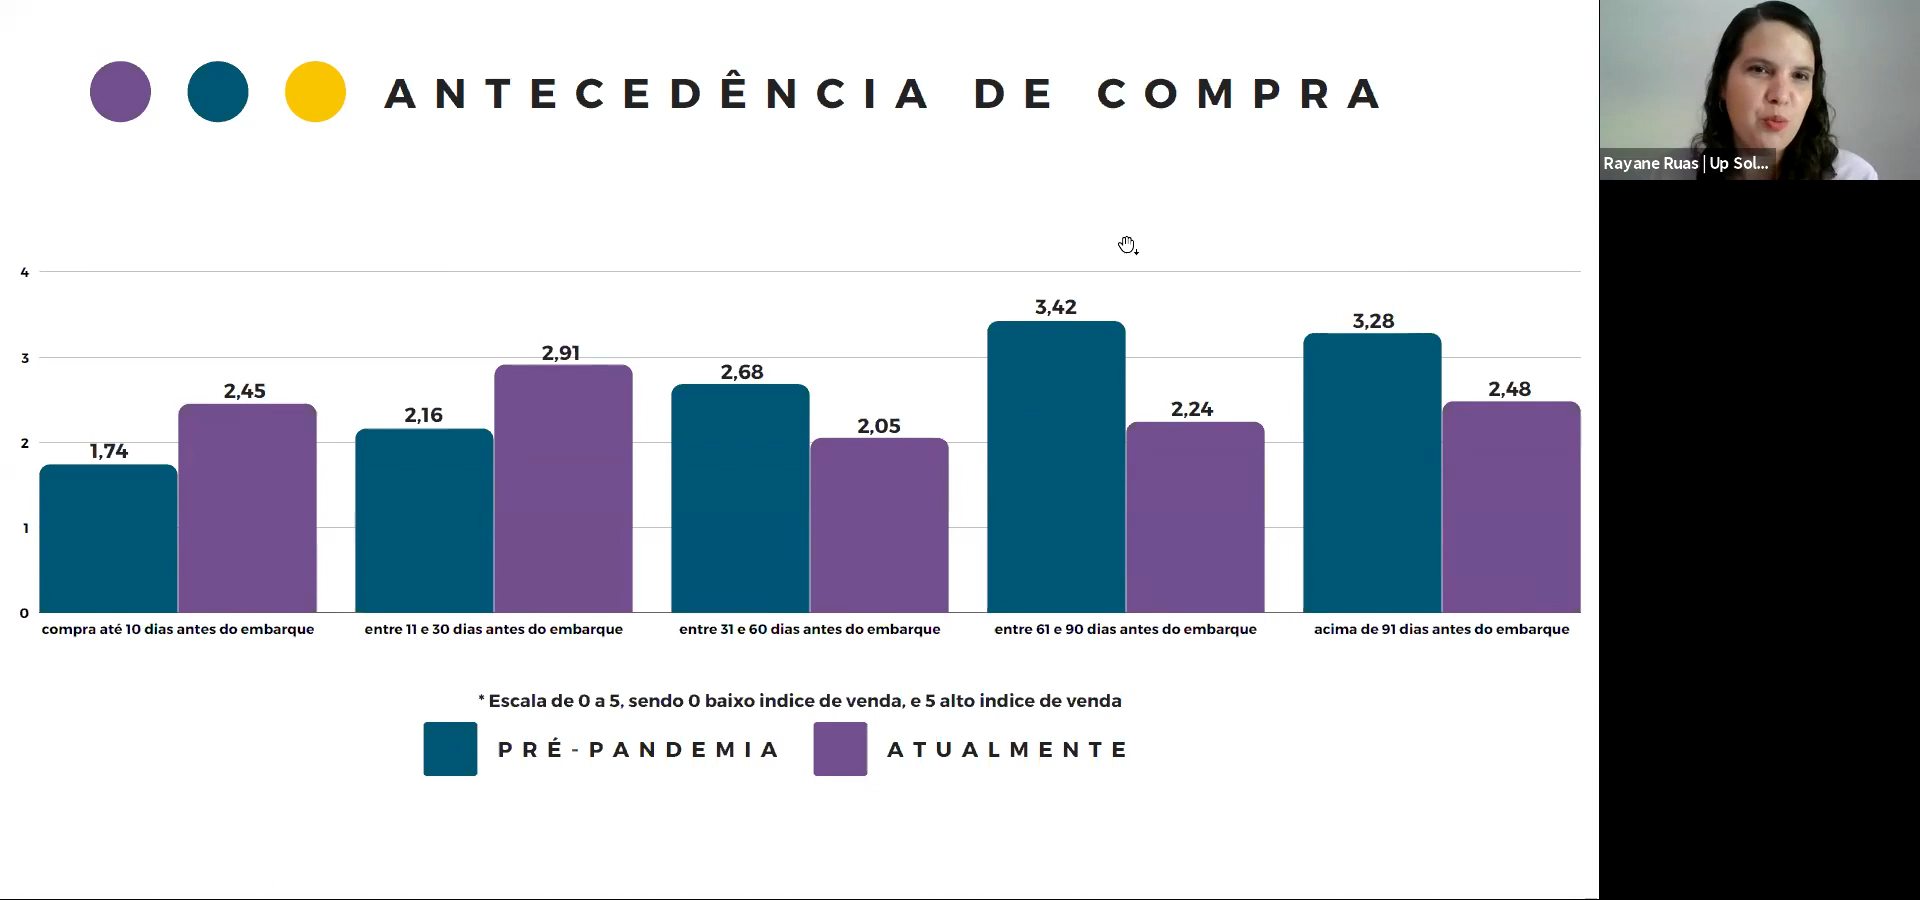 ANTECEDÊNCIA DE COMPRA
Rayane Ruas | Up Sol...
4
3
2
1
0
1,74
2,45
2,16
2,91
2,68
2,05
3,42
2,24
3,28
2,48
compra até 10 dias antes do embarque
entre 11 e 30 dias antes do embarque
entre 31 e 60 dias antes do embarque
entre 61 e 90 dias antes do embarque
acima de 91 dias antes do embarque
* Escala de 0 a 5, sendo 0 baixo indice de venda, e 5 alto indice de venda
PRÉ-PANDEMIA
ATUALMENTE